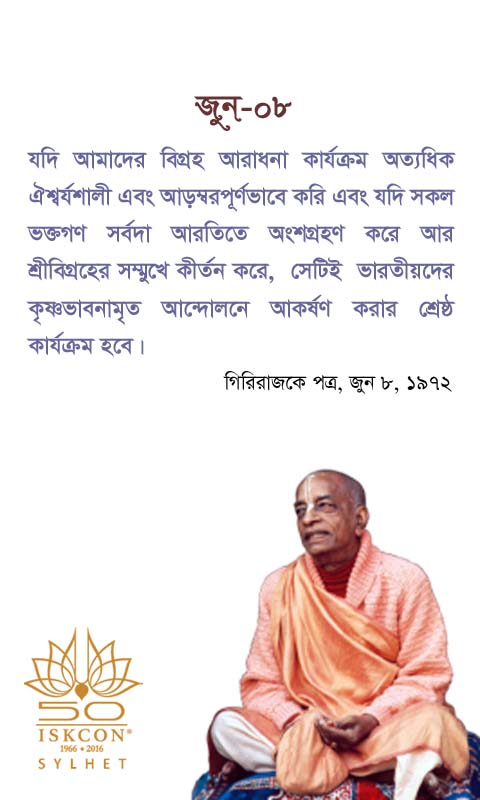 জুন-০৮
যদি আমাদের বিগ্রহ আরাধনা কার্যক্রম অত্যধিক
ঐশ্বর্যশালী এবং আড়ম্বরপূর্ণভাবে করি এবং যদি সকল
ভক্তগণ সর্বদা আরতিতে অংশগ্রহণ করে আর
শ্রীবিগ্রহের সম্মুখে কীর্তন করে, সেটিই ভারতীয়দের
কৃষ্ণভাবনামৃত আন্দোলনে আকর্ষণ করার শ্রেষ্ঠ
কার্যক্রম হবে।
গিরিরাজকে পত্র, জুন ৮, ১৯৭২
50
ISKCON®
1966 • 2016
SYLHET